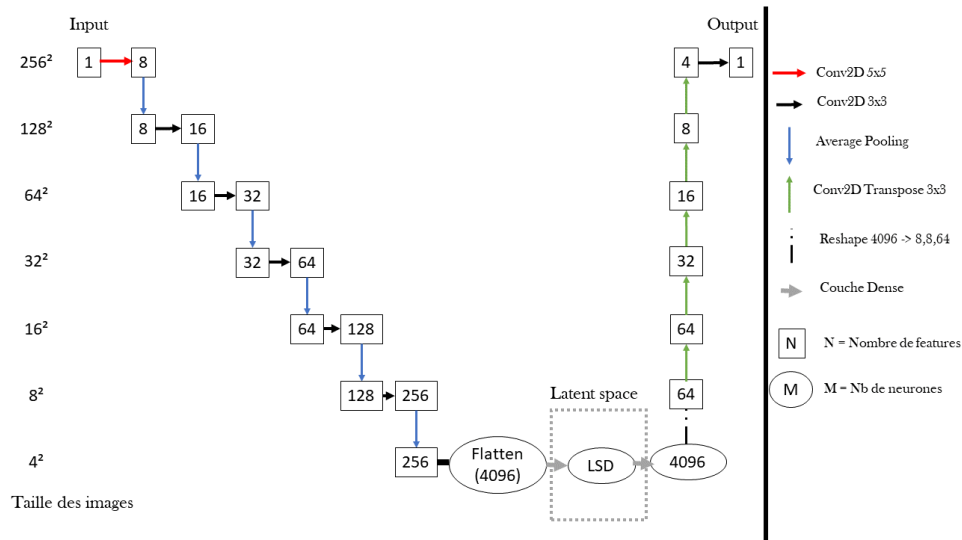 Input
Output
256²
1
8
4
1
128²
8
16
8
64²
16
32
16
32²
32
64
32
16²
64
128
64
8²
128
256
64
4²
256
Flatten
(4096)
Latent space
LSD
4096
Taille des images
Conv2D 5x5
Conv2D 3x3
Average Pooling
Conv2D Transpose 3x3
Reshape 4096 -> 8,8,64
Couche Dense
N
N = Nombre de features
M
M = Nb de neurones